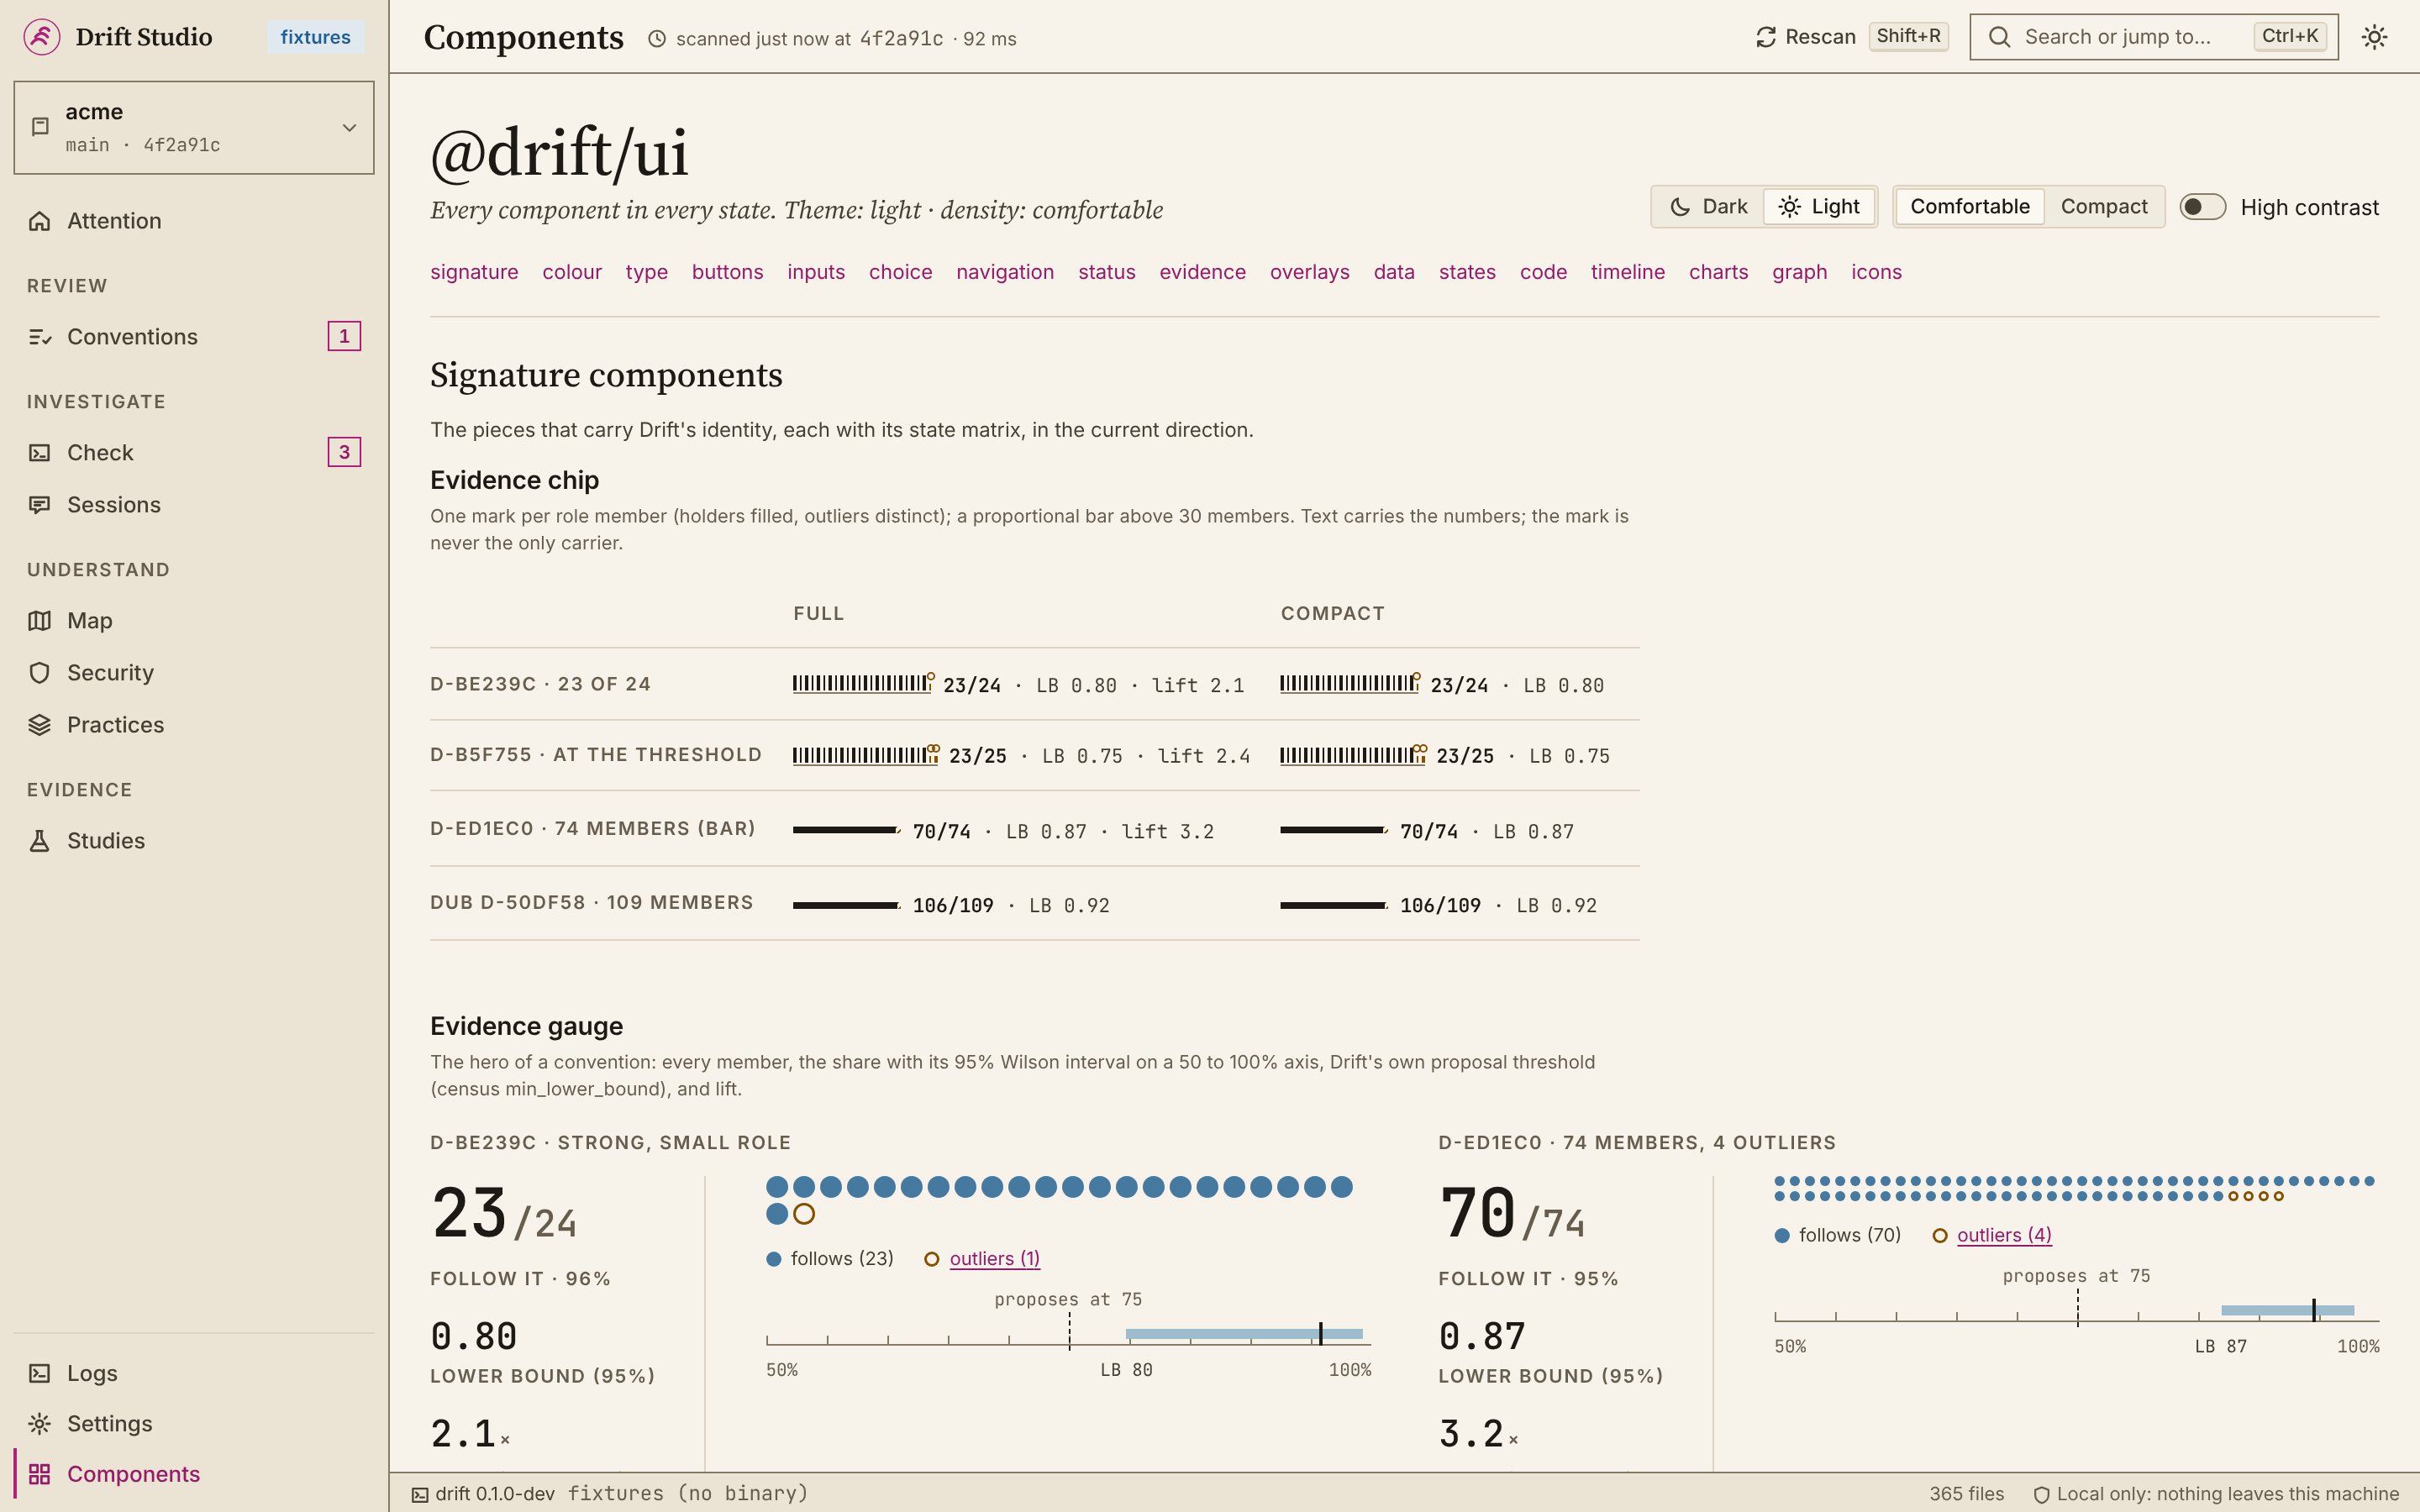 Drift Studio
fixtures
acme
main · 4f2a91c
Attention
REVIEW
Conventions 1
INVESTIGATE
Check 3
Sessions
UNDERSTAND
Map
Security
Practices
EVIDENCE
Studies
Logs
Settings
Components
Components scanned just now at 4f2a91c · 92 ms
Rescan Shift+R
Search or jump to... Ctrl+K
@drift/ui
Every component in every state. Theme: light · density: comfortable
Dark Light Comfortable Compact High contrast
signature colour type buttons inputs choice navigation status evidence overlays data states code timeline charts graph icons
Signature components
The pieces that carry Drift's identity, each with its state matrix, in the current direction.
Evidence chip
One mark per role member (holders filled, outliers distinct); a proportional bar above 30 members. Text carries the numbers; the mark is
never the only carrier.
FULL COMPACT
D-BE239C · 23 OF 24 23/24 · LB 0.80 · lift 2.1 23/24 · LB 0.80
D-B5F755 · AT THE THRESHOLD 23/25 · LB 0.75 · lift 2.4 23/25 · LB 0.75
D-ED1EC0 · 74 MEMBERS (BAR) 70/74 · LB 0.87 · lift 3.2 70/74 · LB 0.87
DUB D-50DF58 · 109 MEMBERS 106/109 · LB 0.92 106/109 · LB 0.92
Evidence gauge
The hero of a convention: every member, the share with its 95% Wilson interval on a 50 to 100% axis, Drift's own proposal threshold
(census min_lower_bound), and lift.
D-BE239C · STRONG, SMALL ROLE
23/24
FOLLOW IT · 96%
0.80
LOWER BOUND (95%)
2.1×
follows (23) outliers (1)
proposes at 75
50% LB 80 100%
D-ED1EC0 · 74 MEMBERS, 4 OUTLIERS
70/74
FOLLOW IT · 95%
0.87
LOWER BOUND (95%)
3.2×
follows (70) outliers (4)
proposes at 75
50% LB 87 100%
drift 0.1.0-dev fixtures (no binary)
365 files Local only: nothing leaves this machine